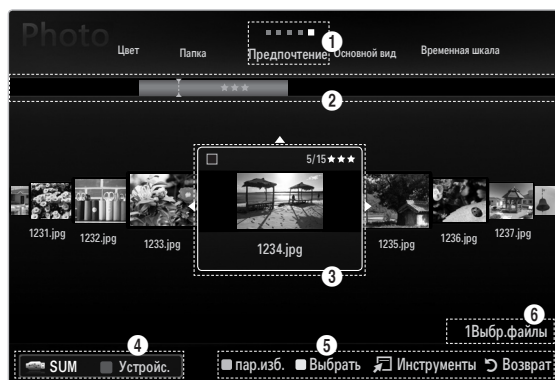 Photo
Цвет Папка Предпочтение Основной вид Временная шкала
1
★★★
2
5/15★★★
1231.jpg 1232.jpg 1233.jpg 1234.jpg 1235.jpg 1236.jpg 1237.jpg
3
6
1Выбр.файлы
4 5
SUM Устройс. пар.изб. Выбрать Инструменты Возврат